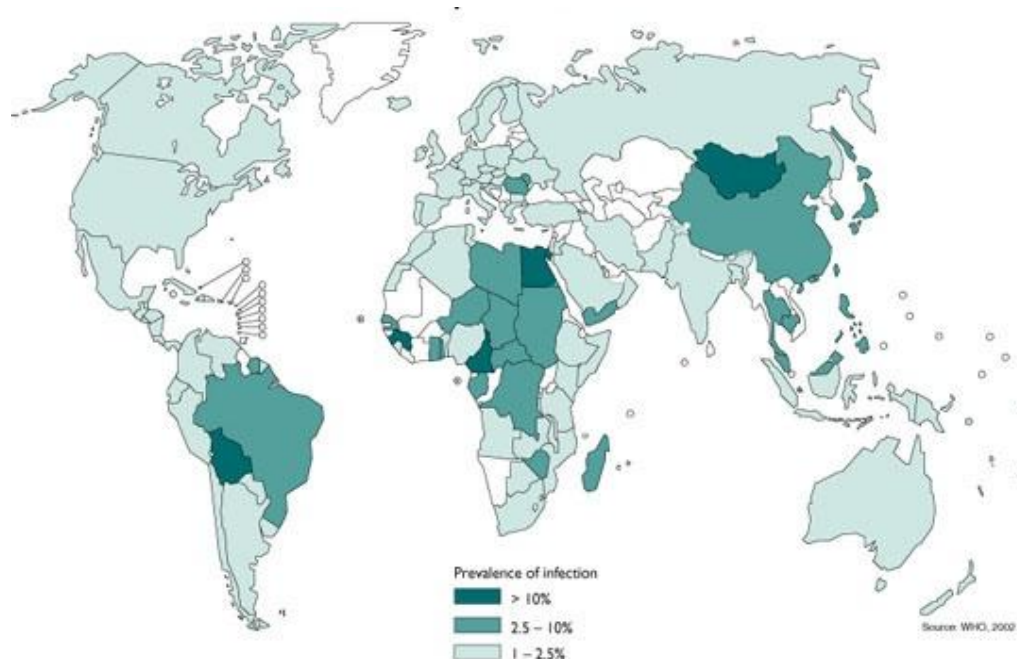 Prevalence of infection
> 10%
2.5 – 10%
1 – 2.5%
Source: WHO, 2002